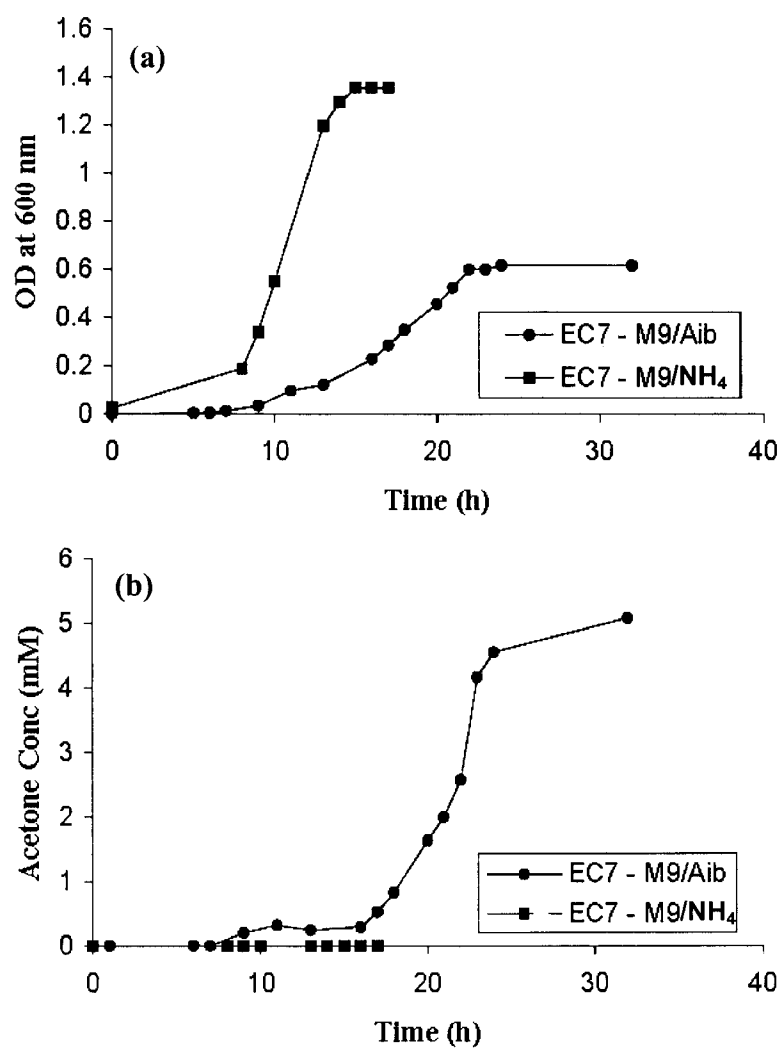 (a)
1.6
1.4
1.2
1
0.8
0.6
0.4
0.2
0
OD at 600 nm
EC7 - M9/Aib
EC7 - M9/NH₄
0 10 20 30 40
Time (h)
(b)
6
5
4
3
2
1
0
Acetone Conc (mM)
EC7 - M9/Aib
EC7 - M9/NH₄
0 10 20 30 40
Time (h)